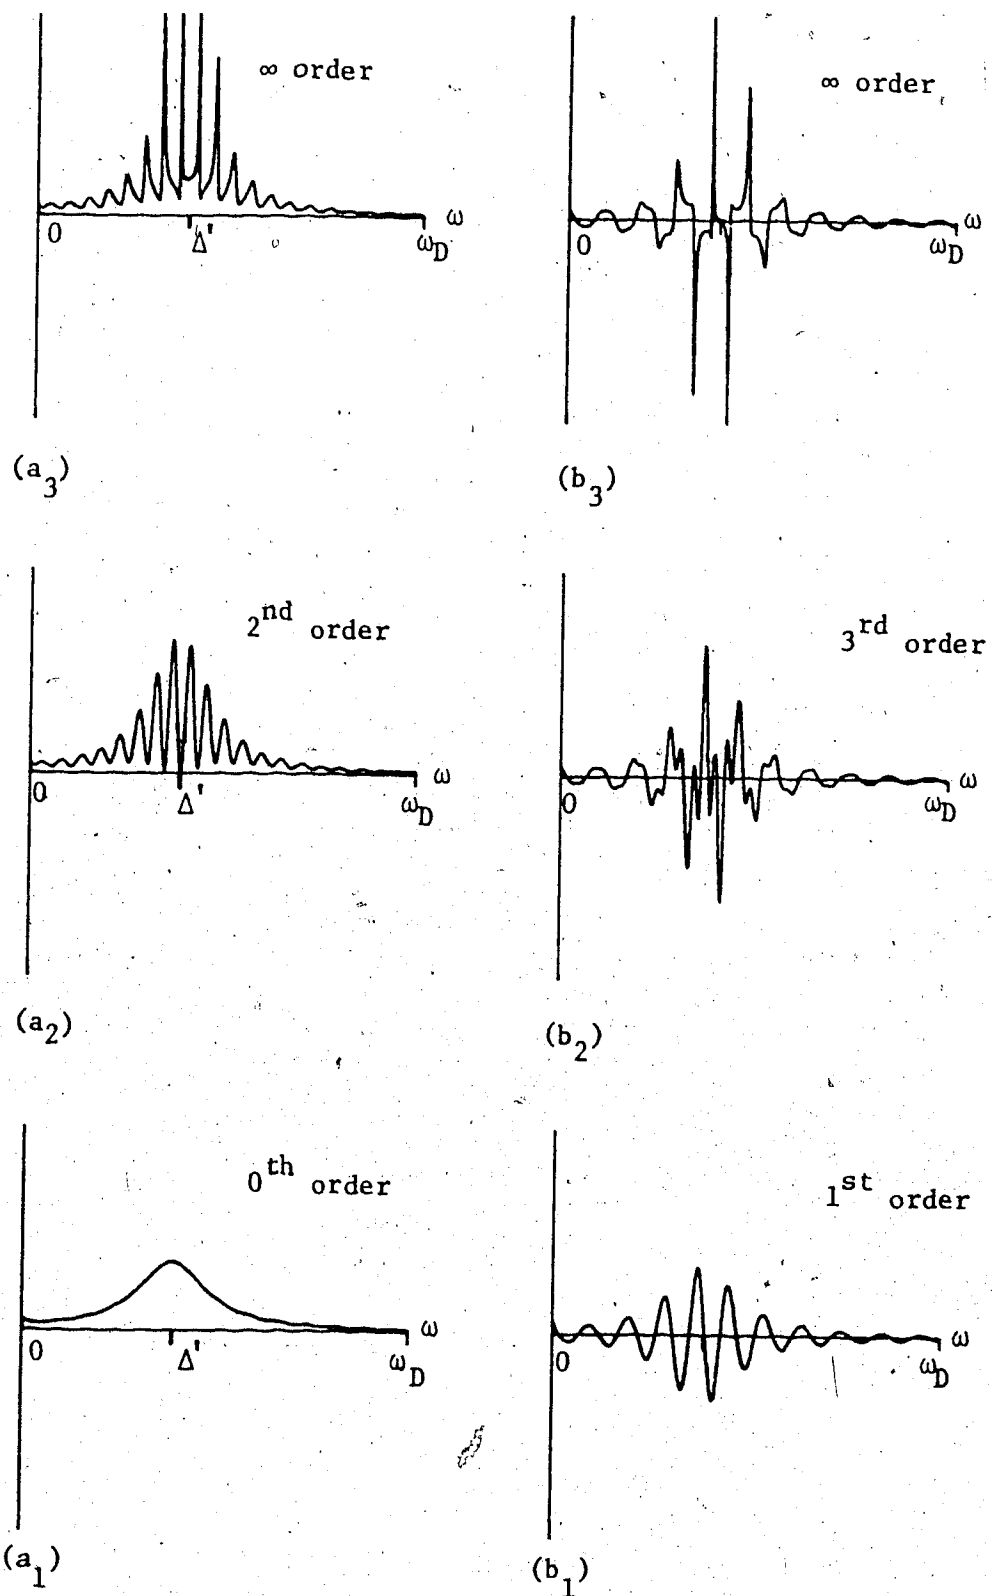 ∞ order
∞ order
0 Δ' ω_D ω
0 ω_D ω
(a_3)
(b_3)
2^nd order
3^rd order
0 Δ' ω_D ω
0 ω_D ω
(a_2)
(b_2)
0^th order
1^st order
0 Δ' ω_D ω
0 ω_D ω
(a_1)
(b_1)